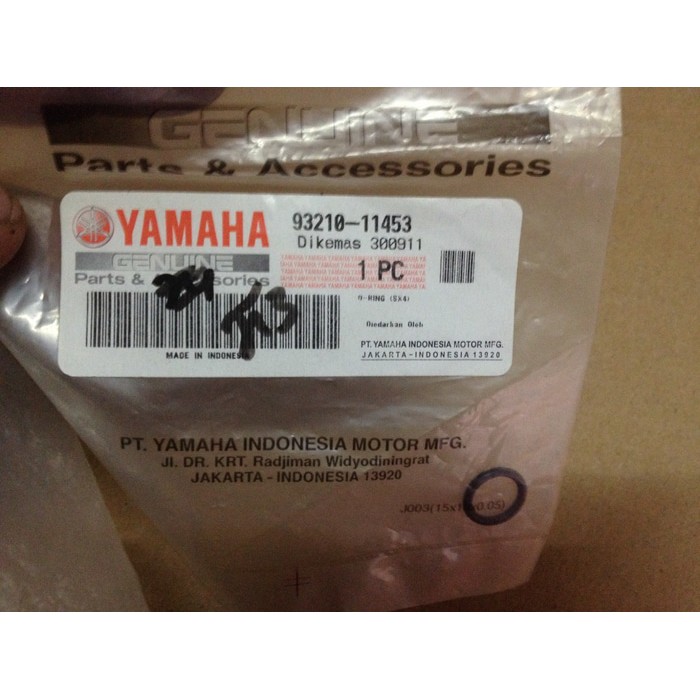 GENUINE
Parts & Accessories
YAMAHA
GENUINE
Parts &
93210-11453
Dikemas 300911
1 PC
O-RING (5X4)
Diedarkan Oleh
PT. YAMAHA INDONESIA MOTOR MFG.
JAKARTA-INDONESIA 13920
MADE IN INDONESIA
PT. YAMAHA INDONESIA MOTOR MFG.
Jl. DR. KRT. Radjiman Widyodiningrat
JAKARTA - INDONESIA 13920